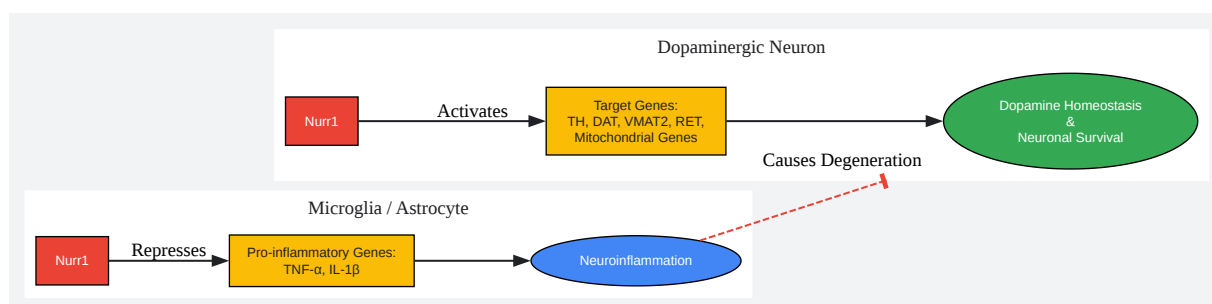 Dopaminergic Neuron
Nurr1
Activates
Target Genes:
TH, DAT, VMAT2, RET,
Mitochondrial Genes
Dopamine Homeostasis
&
Neuronal Survival
Causes Degeneration
Microglia / Astrocyte
Nurr1
Represses
Pro-inflammatory Genes:
TNF-α, IL-1β
Neuroinflammation